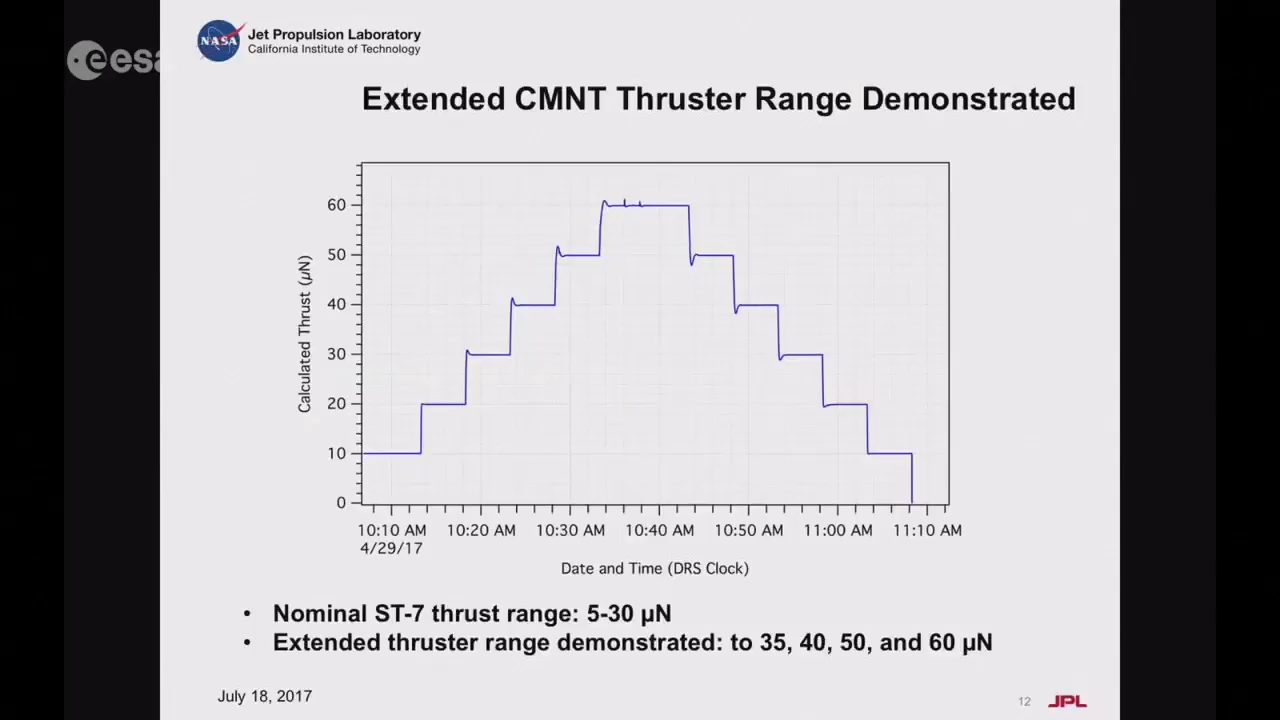 NASA
Jet Propulsion Laboratory
California Institute of Technology
esa
Extended CMNT Thruster Range Demonstrated
Calculated Thrust (µN)
60
50
40
30
20
10
0
10:10 AM 10:20 AM 10:30 AM 10:40 AM 10:50 AM 11:00 AM 11:10 AM
4/29/17
Date and Time (DRS Clock)
• Nominal ST-7 thrust range: 5-30 µN
• Extended thruster range demonstrated: to 35, 40, 50, and 60 µN
July 18, 2017
12
JPL